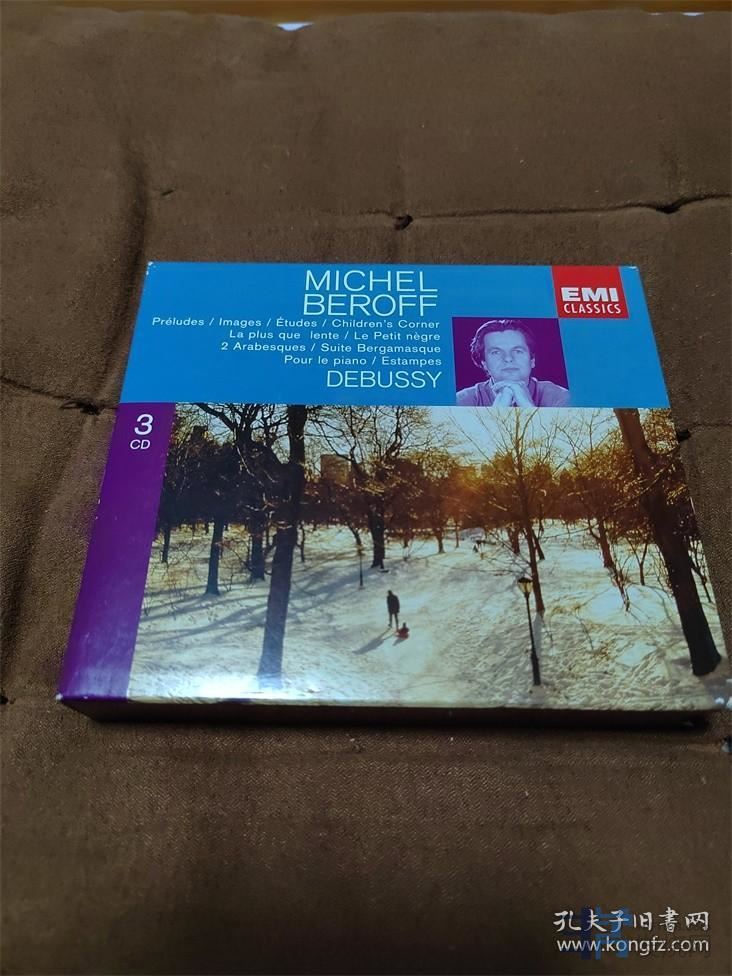 MICHEL
BEROFF
Préludes / Images / Études / Children's Corner
La plus que lente / Le Petit nègre
2 Arabesques / Suite Bergamasque
Pour le piano / Estampes
DEBUSSY
EMI
CLASSICS
3
CD
孔夫子旧書网
www.kongfz.com